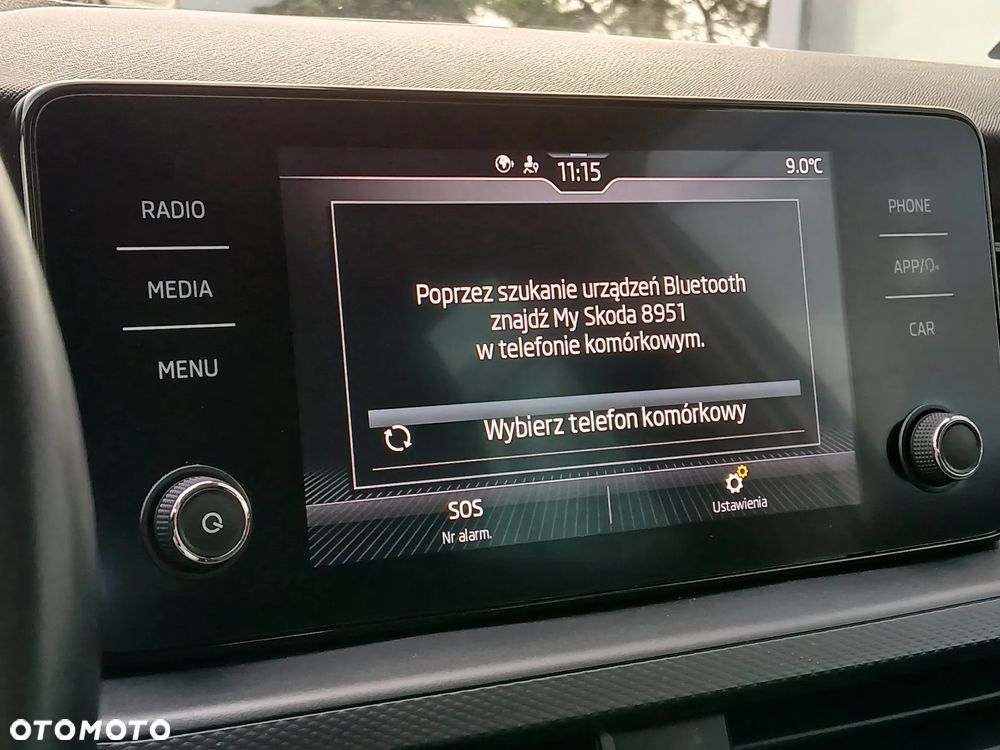 11:15
9.0°C
RADIO
MEDIA
MENU
Poprzez szukanie urządzeń Bluetooth
znajdź My Skoda 8951
w telefonie komórkowym.
Wybierz telefon komórkowy
SOS
Nr alarm.
Ustawienia
PHONE
APP/
CAR
OTOMOTO